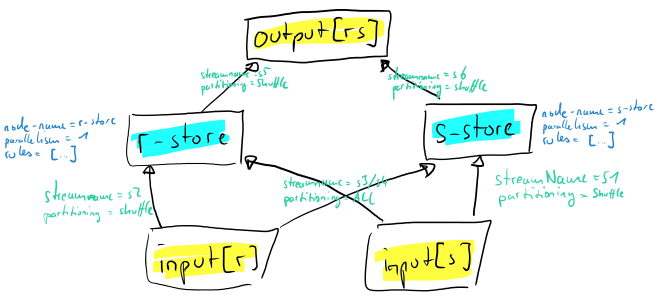 output[rs]
streamname = s5
partitioning = Shuffle
streamname = s6
partitioning = shuffle
node-name = r-store
parallelism = 1
rules = [...]
r-store
s-store
node-name = s-store
parallelism = 1
rules = [...]
streamname = s2
partitioning = shuffle
streamname = s3/s4
partitioning = ALL
streamName = S1
partitioning = Shuffle
input[r]
input[s]